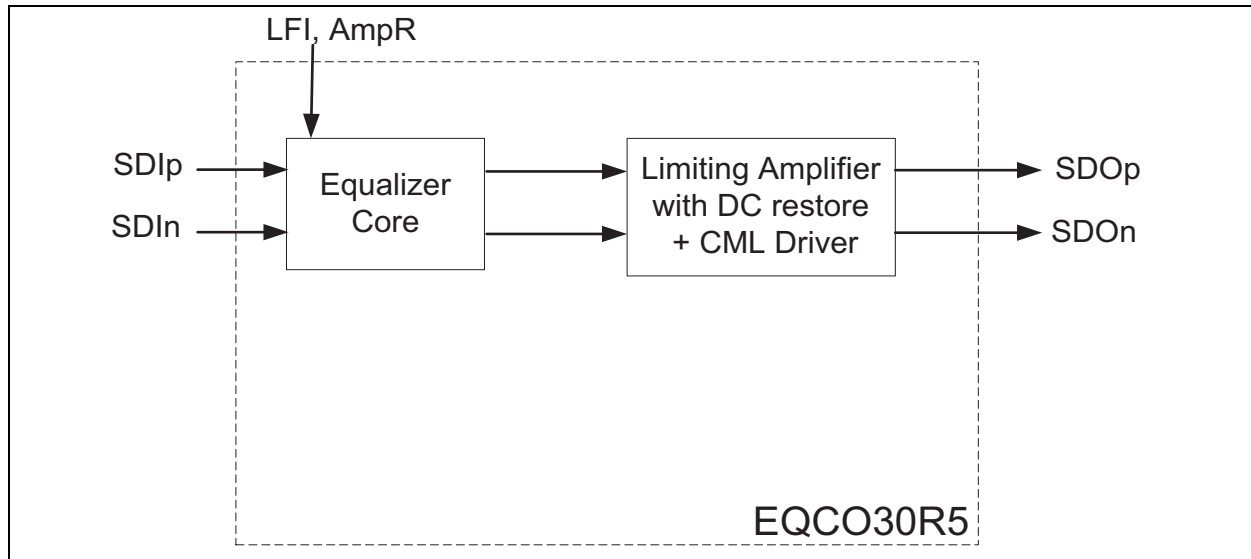 LFI, AmpR
SDIp
SDIn
Equalizer
Core
Limiting Amplifier
with DC restore
+ CML Driver
SDOp
SDOn
EQCO30R5